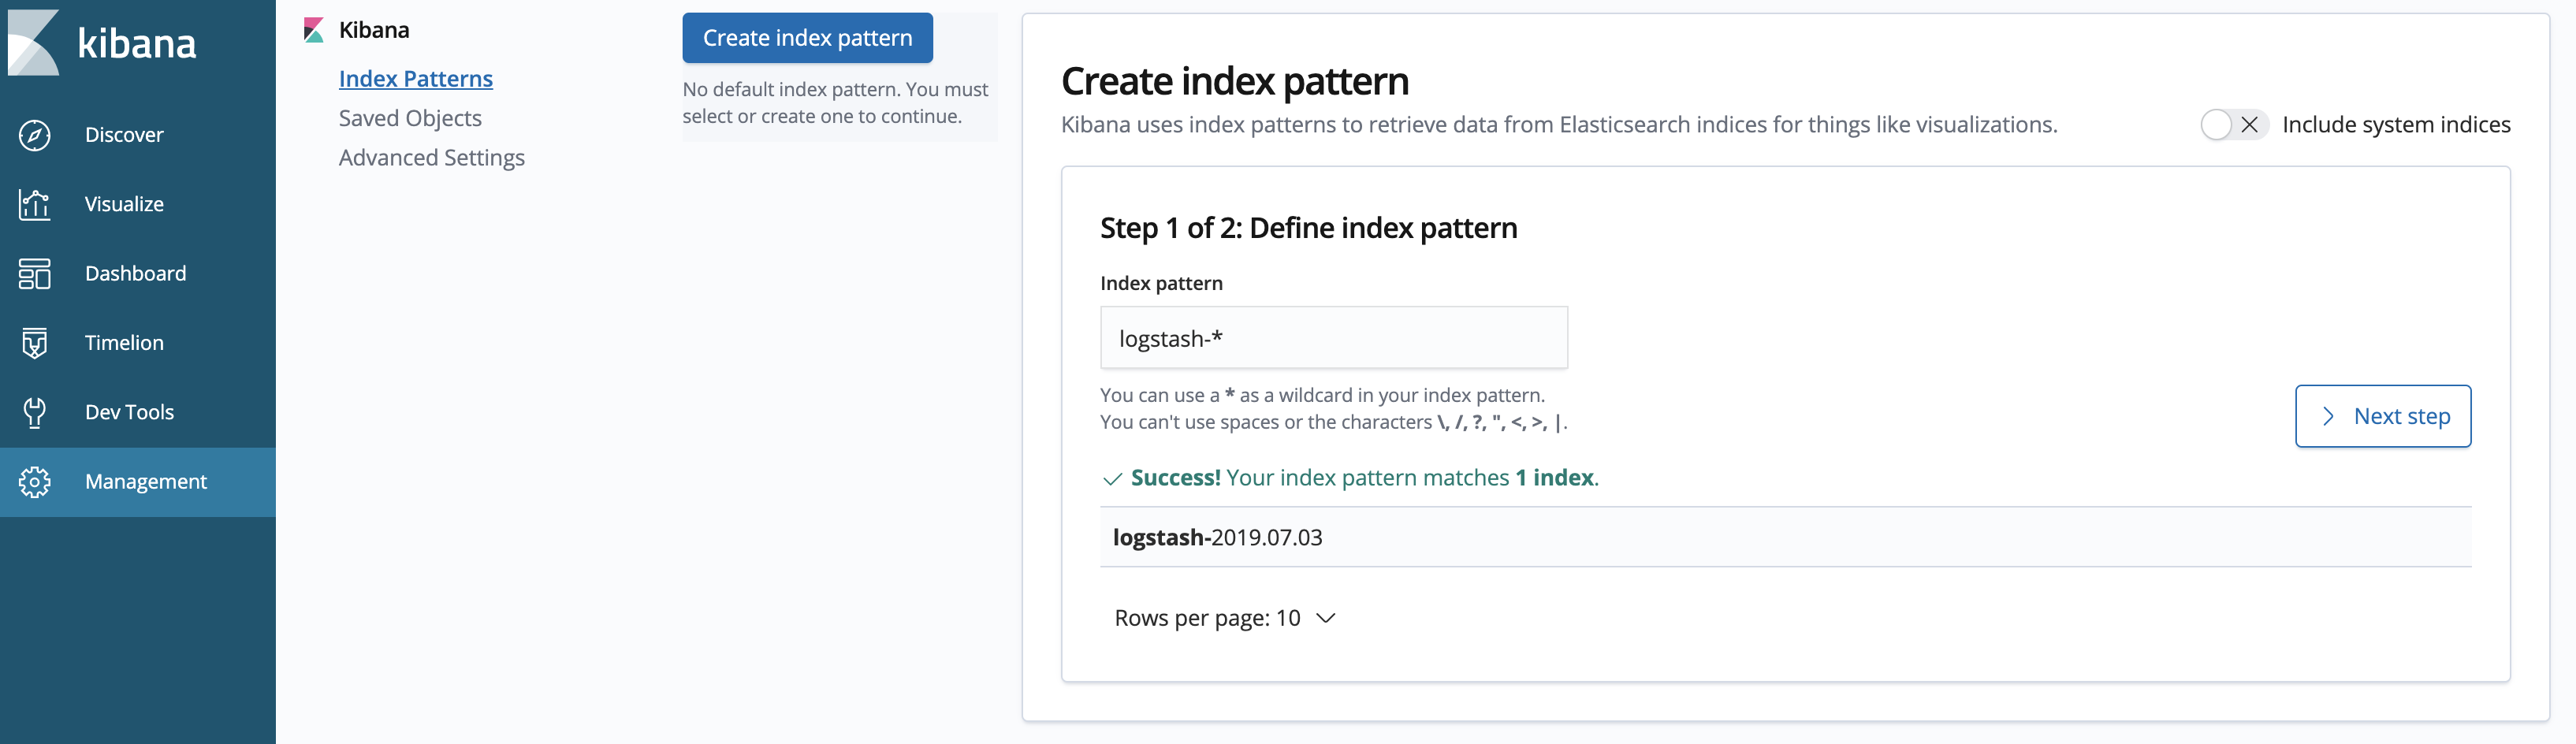 kibana
Discover
Visualize
Dashboard
Timelion
Dev Tools
Management
Kibana
Index Patterns
Saved Objects
Advanced Settings
Create index pattern
No default index pattern. You must
select or create one to continue.
Create index pattern
Kibana uses index patterns to retrieve data from Elasticsearch indices for things like visualizations.
Include system indices
Step 1 of 2: Define index pattern
Index pattern
logstash-*
You can use a * as a wildcard in your index pattern.
You can't use spaces or the characters \, /, ?, ", <, >, |.
Next step
Success! Your index pattern matches 1 index.
logstash-2019.07.03
Rows per page: 10